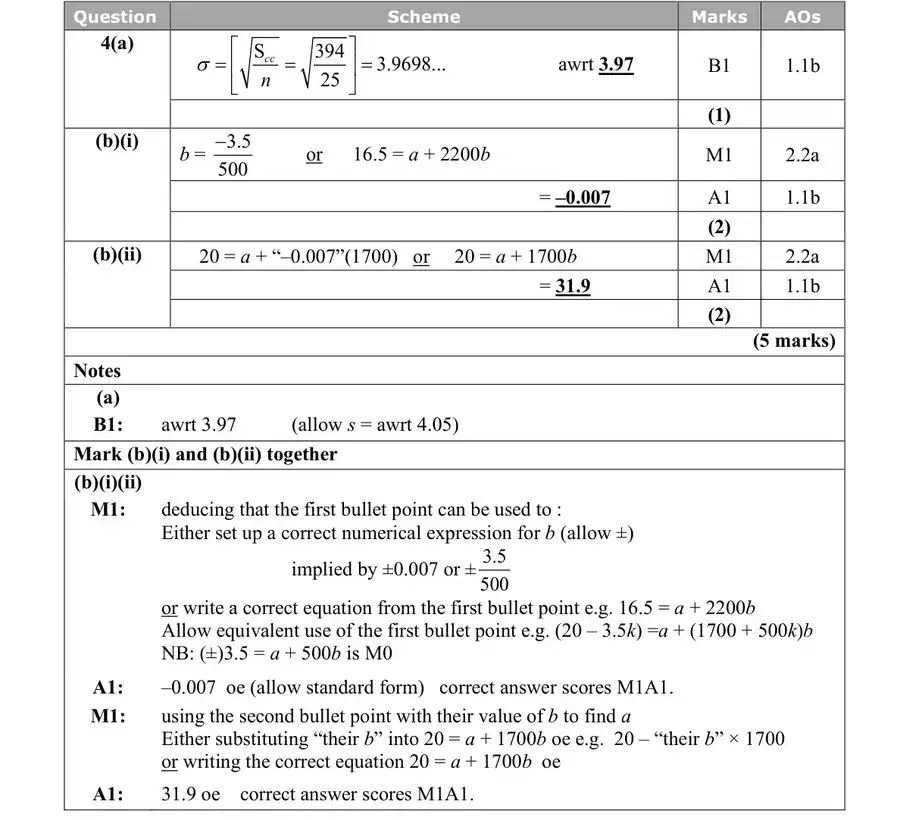 Question Scheme Marks AOs
4(a) σ = [√(S_cc/n) = √(394/25)] = 3.9698... awrt 3.97 B1 1.1b
(1)
(b)(i) b = −3.5/500 or 16.5 = a + 2200b M1 2.2a
= –0.007 A1 1.1b
(2)
(b)(ii) 20 = a + “–0.007”(1700) or 20 = a + 1700b M1 2.2a
= 31.9 A1 1.1b
(2)
(5 marks)
Notes
(a)
B1: awrt 3.97 (allow s = awrt 4.05)
Mark (b)(i) and (b)(ii) together
(b)(i)(ii)
M1: deducing that the first bullet point can be used to :
Either set up a correct numerical expression for b (allow ±)
implied by ±0.007 or ±3.5/500
or write a correct equation from the first bullet point e.g. 16.5 = a + 2200b
Allow equivalent use of the first bullet point e.g. (20 – 3.5k) =a + (1700 + 500k)b
NB: (±)3.5 = a + 500b is M0
A1: –0.007 oe (allow standard form) correct answer scores M1A1.
M1: using the second bullet point with their value of b to find a
Either substituting “their b” into 20 = a + 1700b oe e.g. 20 – “their b” × 1700
or writing the correct equation 20 = a + 1700b oe
A1: 31.9 oe correct answer scores M1A1.